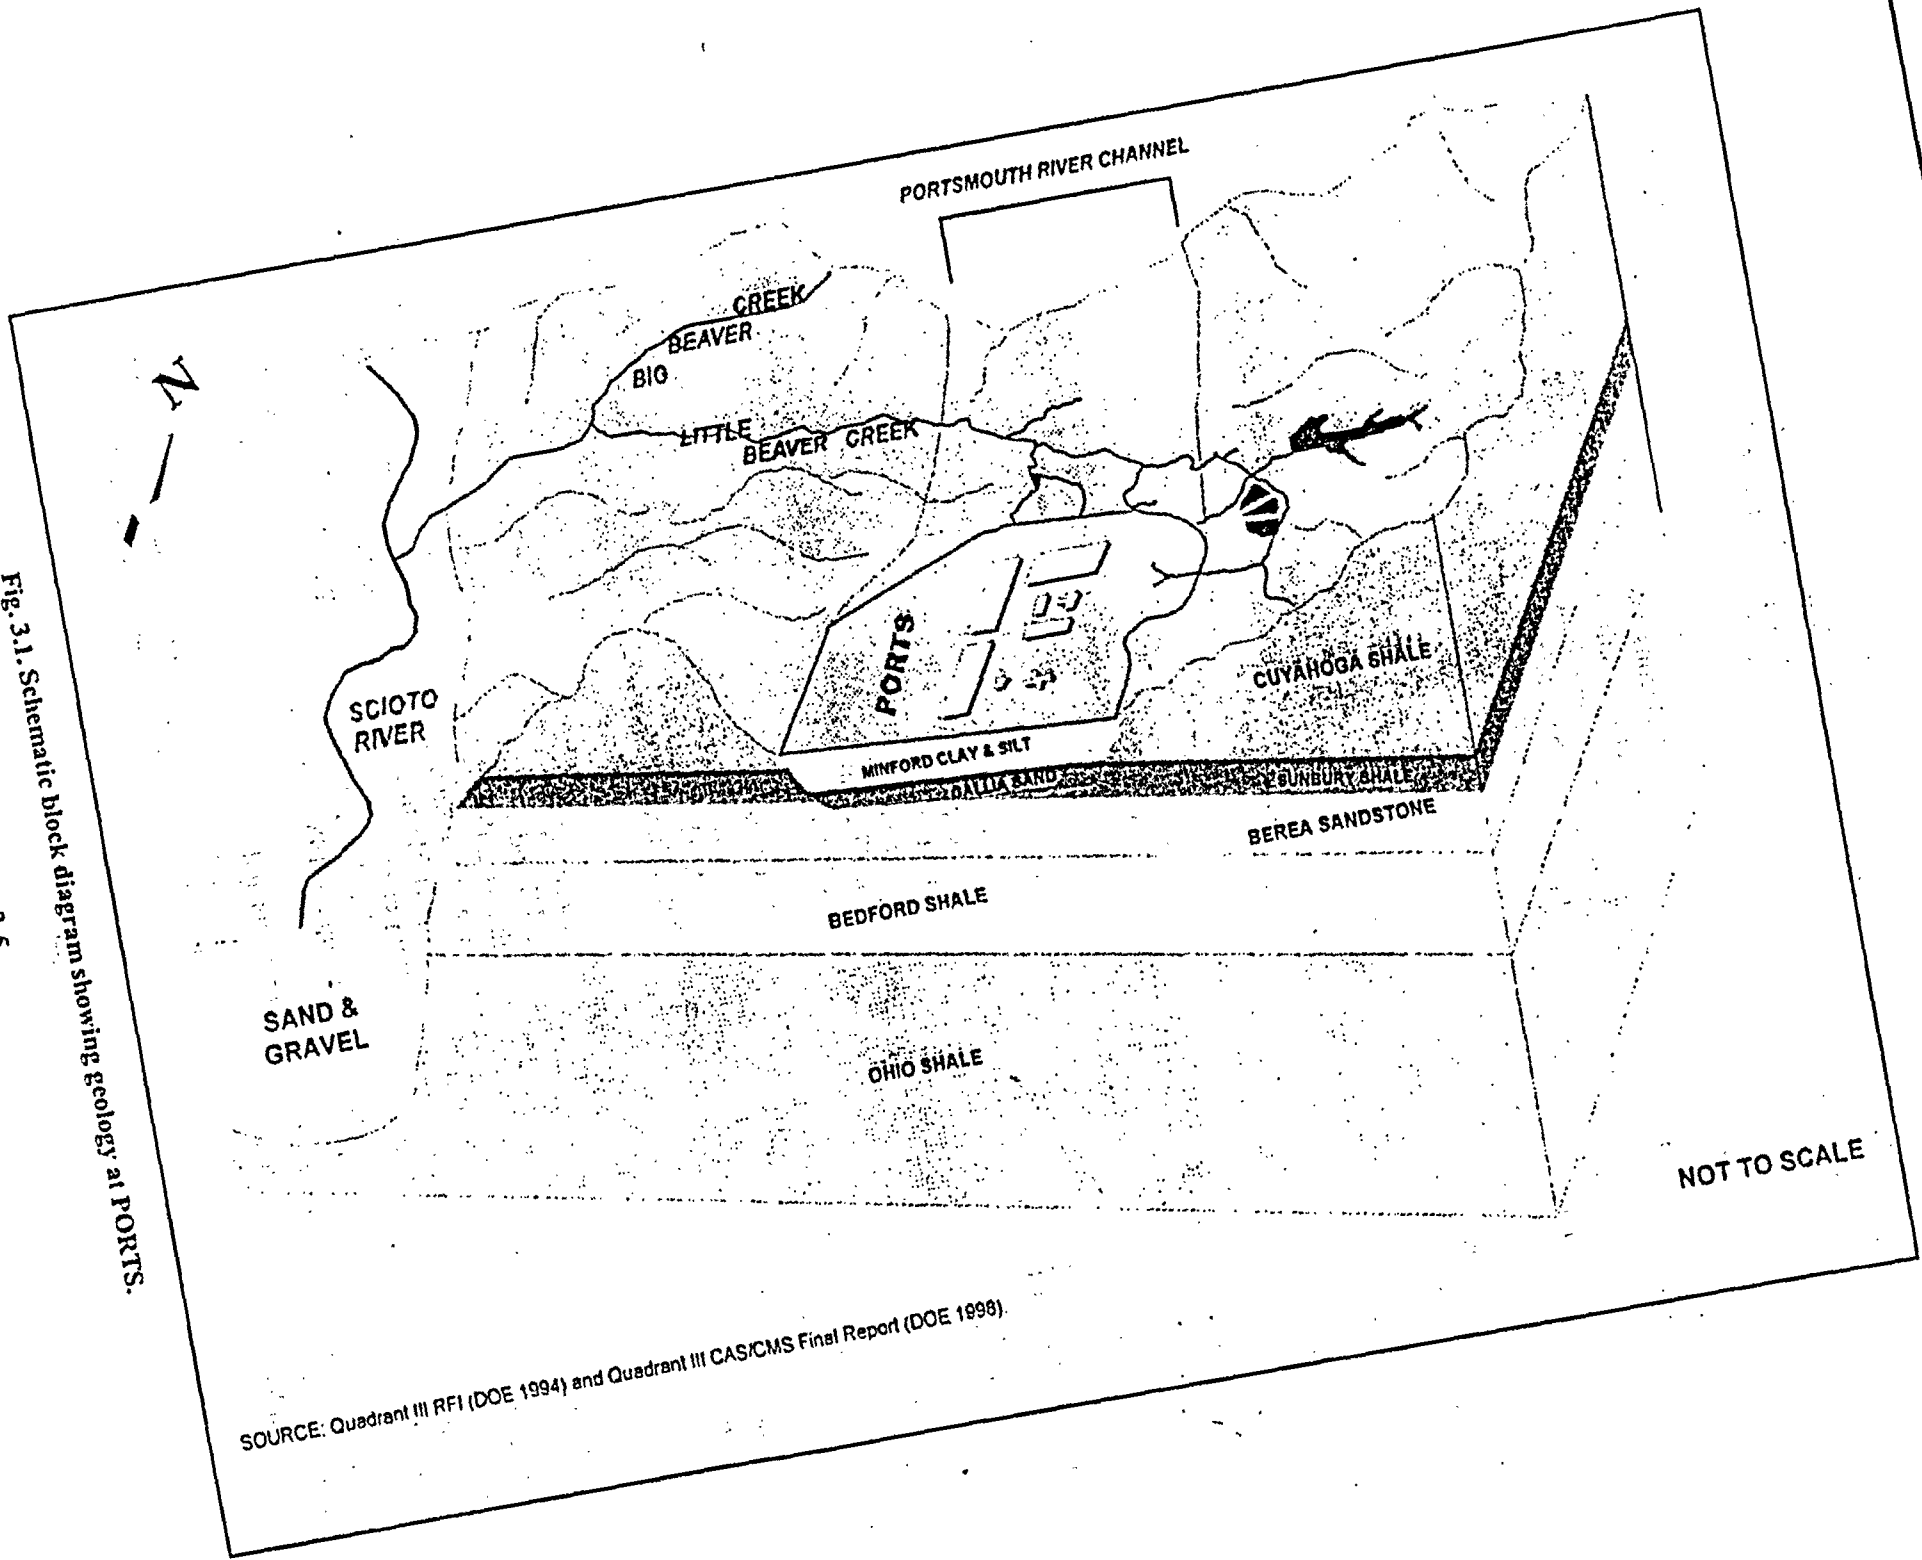 PORTSMOUTH RIVER CHANNEL
N
CREEK
BEAVER
BIG
LITTLE
BEAVER CREEK
PORTS
SCIOTO
RIVER
CUYAHOGA SHALE
MINFORD CLAY & SILT
GALLIA SAND
SUNBURY SHALE
BEREA SANDSTONE
BEDFORD SHALE
SAND &
GRAVEL
OHIO SHALE
NOT TO SCALE
SOURCE: Quadrant III RFI (DOE 1994) and Quadrant III CAS/CMS Final Report (DOE 1998).
Fig. 3.1. Schematic block diagram showing geology at PORTS.